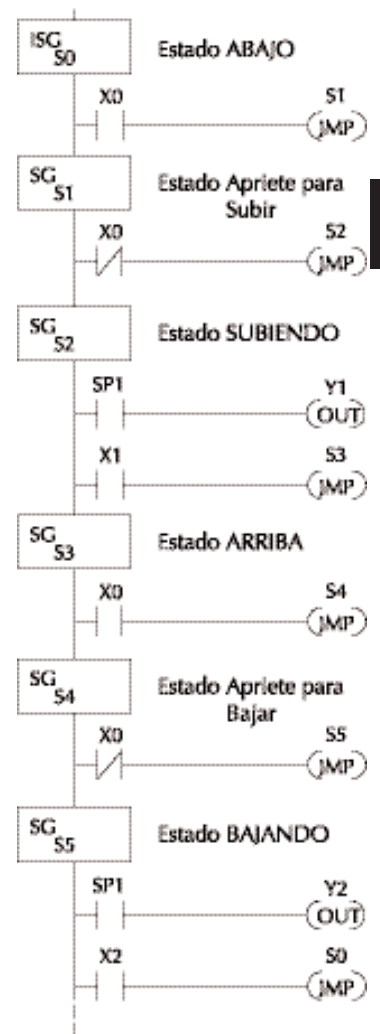 ISG
S0
Estado ABAJO
X0
S1
JMP
SG
S1
Estado Apriete para
Subir
X0
S2
JMP
SG
S2
Estado SUBIENDO
SP1
Y1
OUT
X1
S3
JMP
SG
S3
Estado ARRIBA
X0
S4
JMP
SG
S4
Estado Apriete para
Bajar
X0
S5
JMP
SG
S5
Estado BAJANDO
SP1
Y2
OUT
X2
S0
JMP